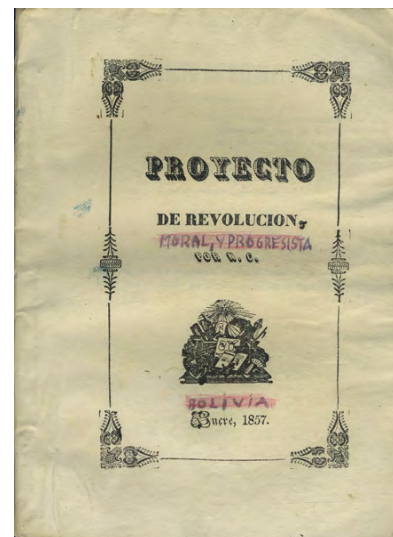 PROYECTO
DE REVOLUCION,
MORAL, Y PROGRESISTA
POR C.
BOLIVIA
Sucre, 1857.